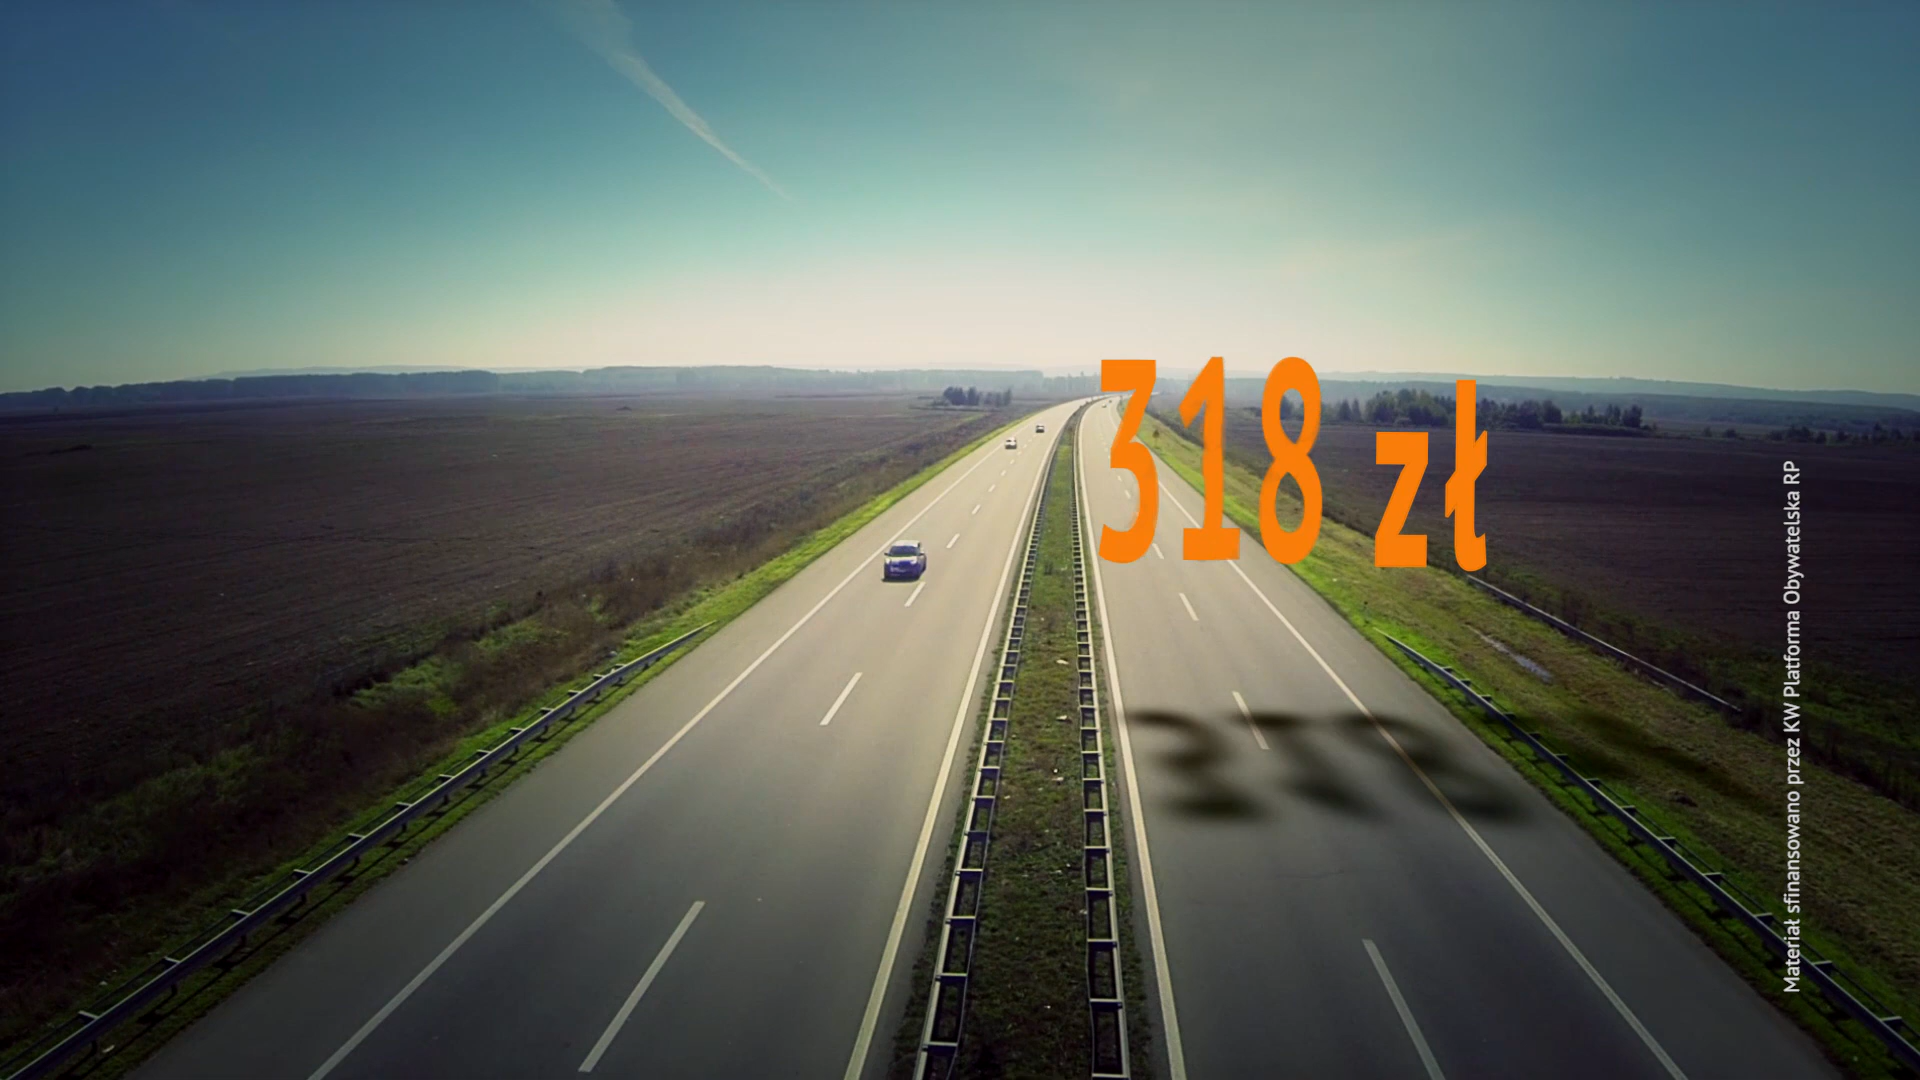 318 zł
Materiał sfinansowano przez KW Platforma Obywatelska RP